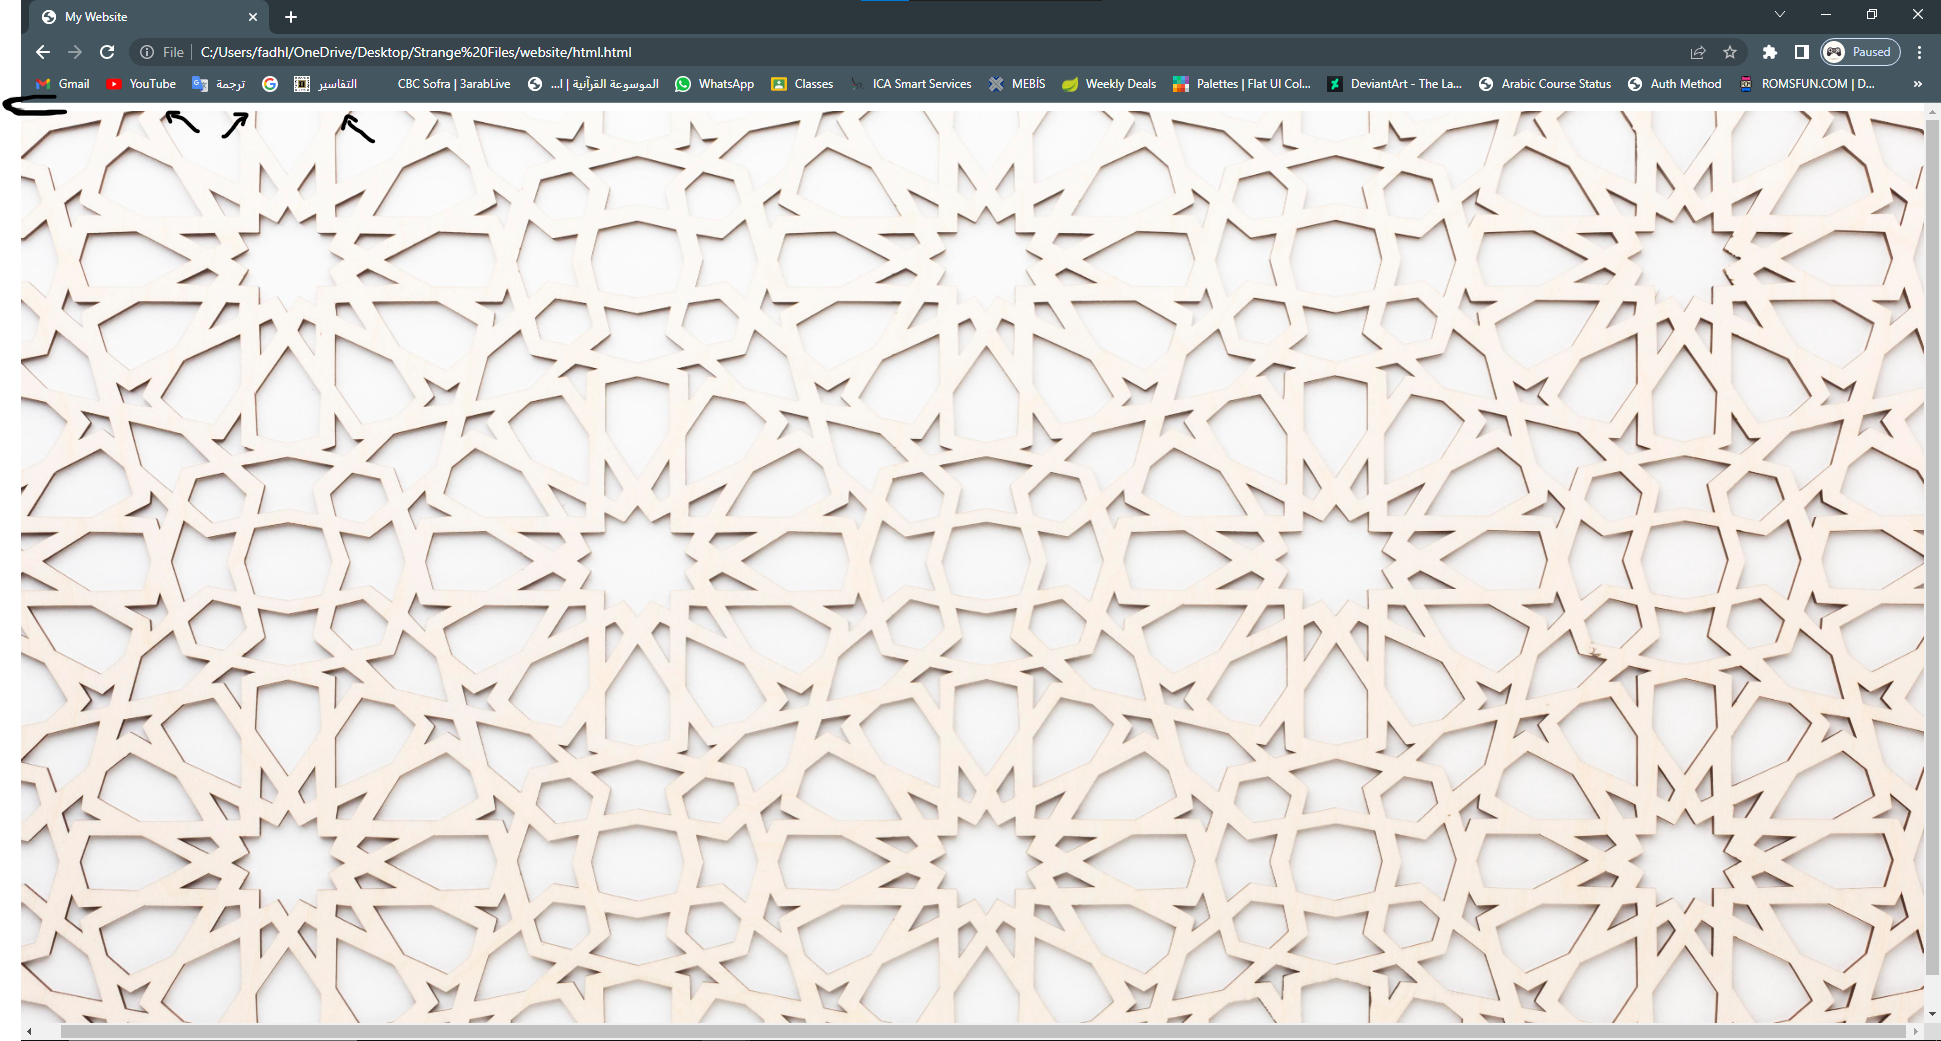 My Website
File C:/Users/fadhl/OneDrive/Desktop/Strange%20Files/website/html.html Paused
Gmail YouTube ترجمة التفاسير CBC Sofra | 3arabLive الموسوعة القرآنية | ا... WhatsApp Classes ICA Smart Services MEBİS Weekly Deals Palettes | Flat UI Col... DeviantArt - The La... Arabic Course Status Auth Method ROMSFUN.COM | D... »